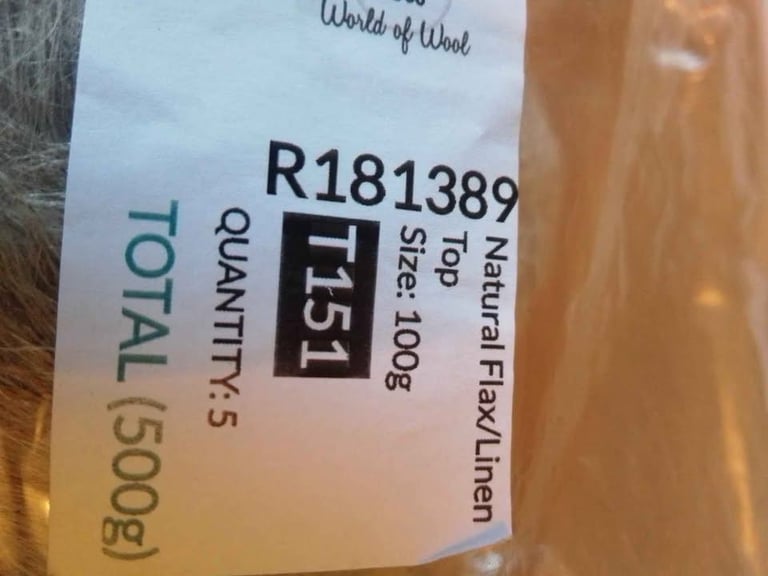 World of Wool
R181389
Natural Flax/Linen
Top
Size: 100g
T151
QUANTITY: 5
TOTAL (500g)